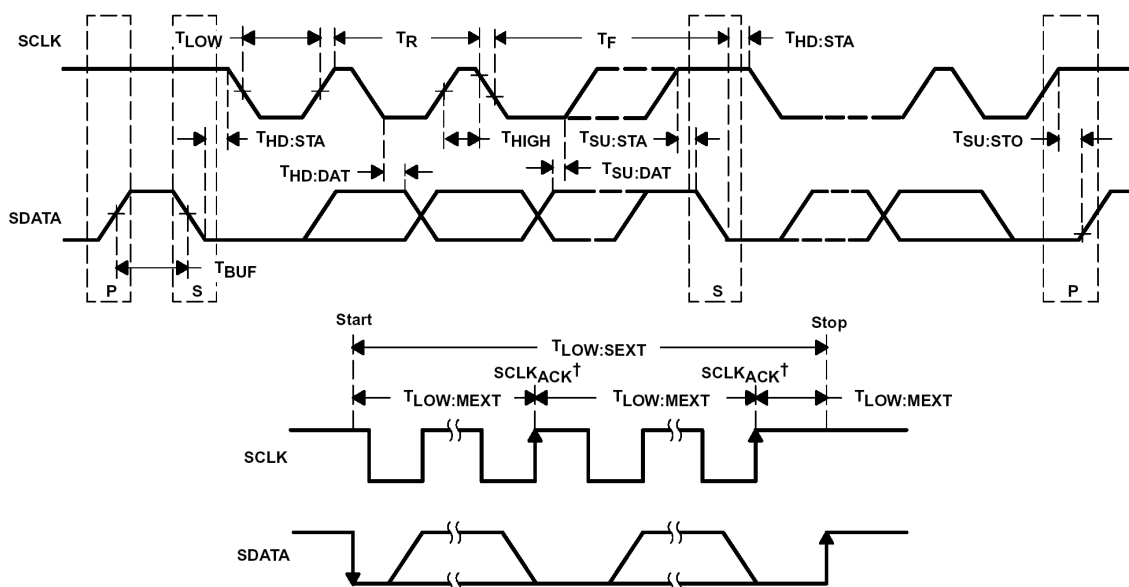 SCLK TLOW TR TF THD:STA
THD:STA THIGH TSU:STA TSU:STO
THD:DAT TSU:DAT
SDATA
TBUF
P S S P
Start Stop
TLOW:SEXT
SCLKACK† SCLKACK†
TLOW:MEXT TLOW:MEXT TLOW:MEXT
SCLK
SDATA